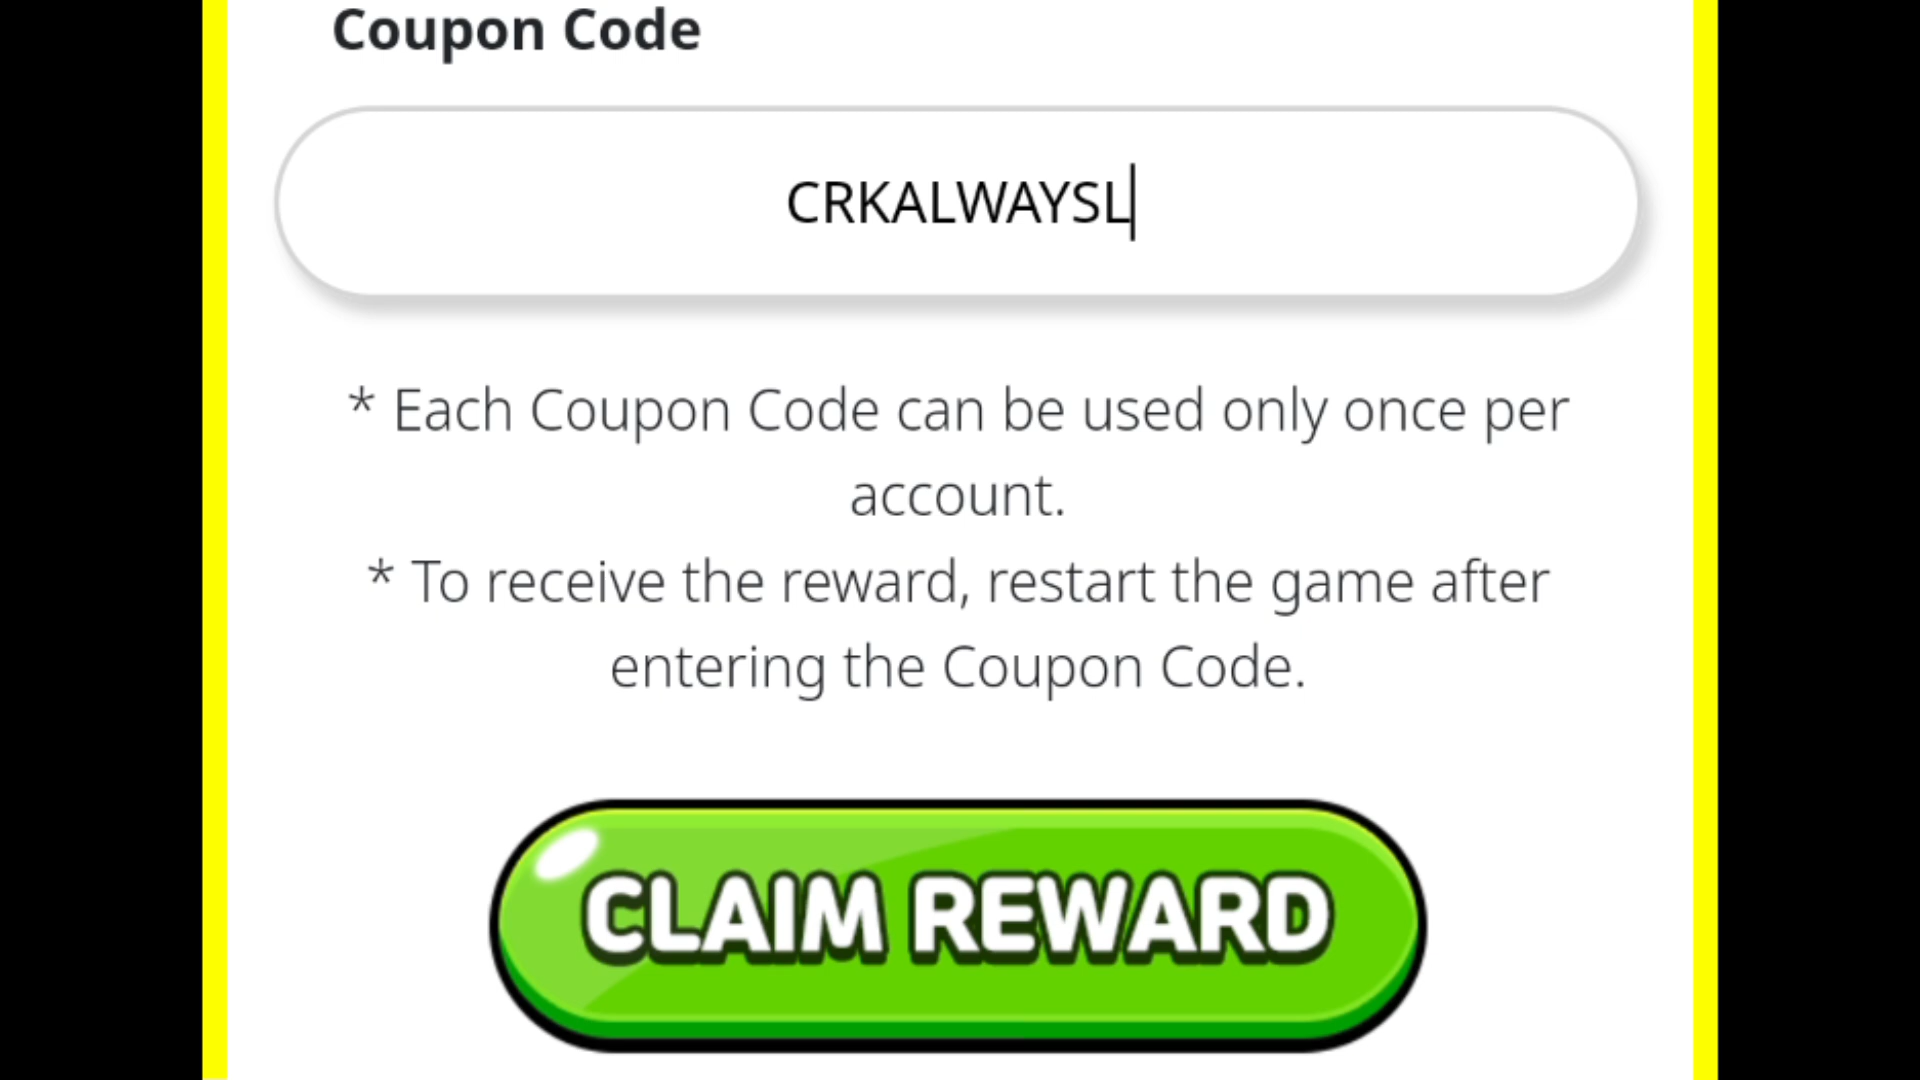 Coupon Code
CRKALWAYSL
* Each Coupon Code can be used only once per
account.
* To receive the reward, restart the game after
entering the Coupon Code.
CLAIM REWARD